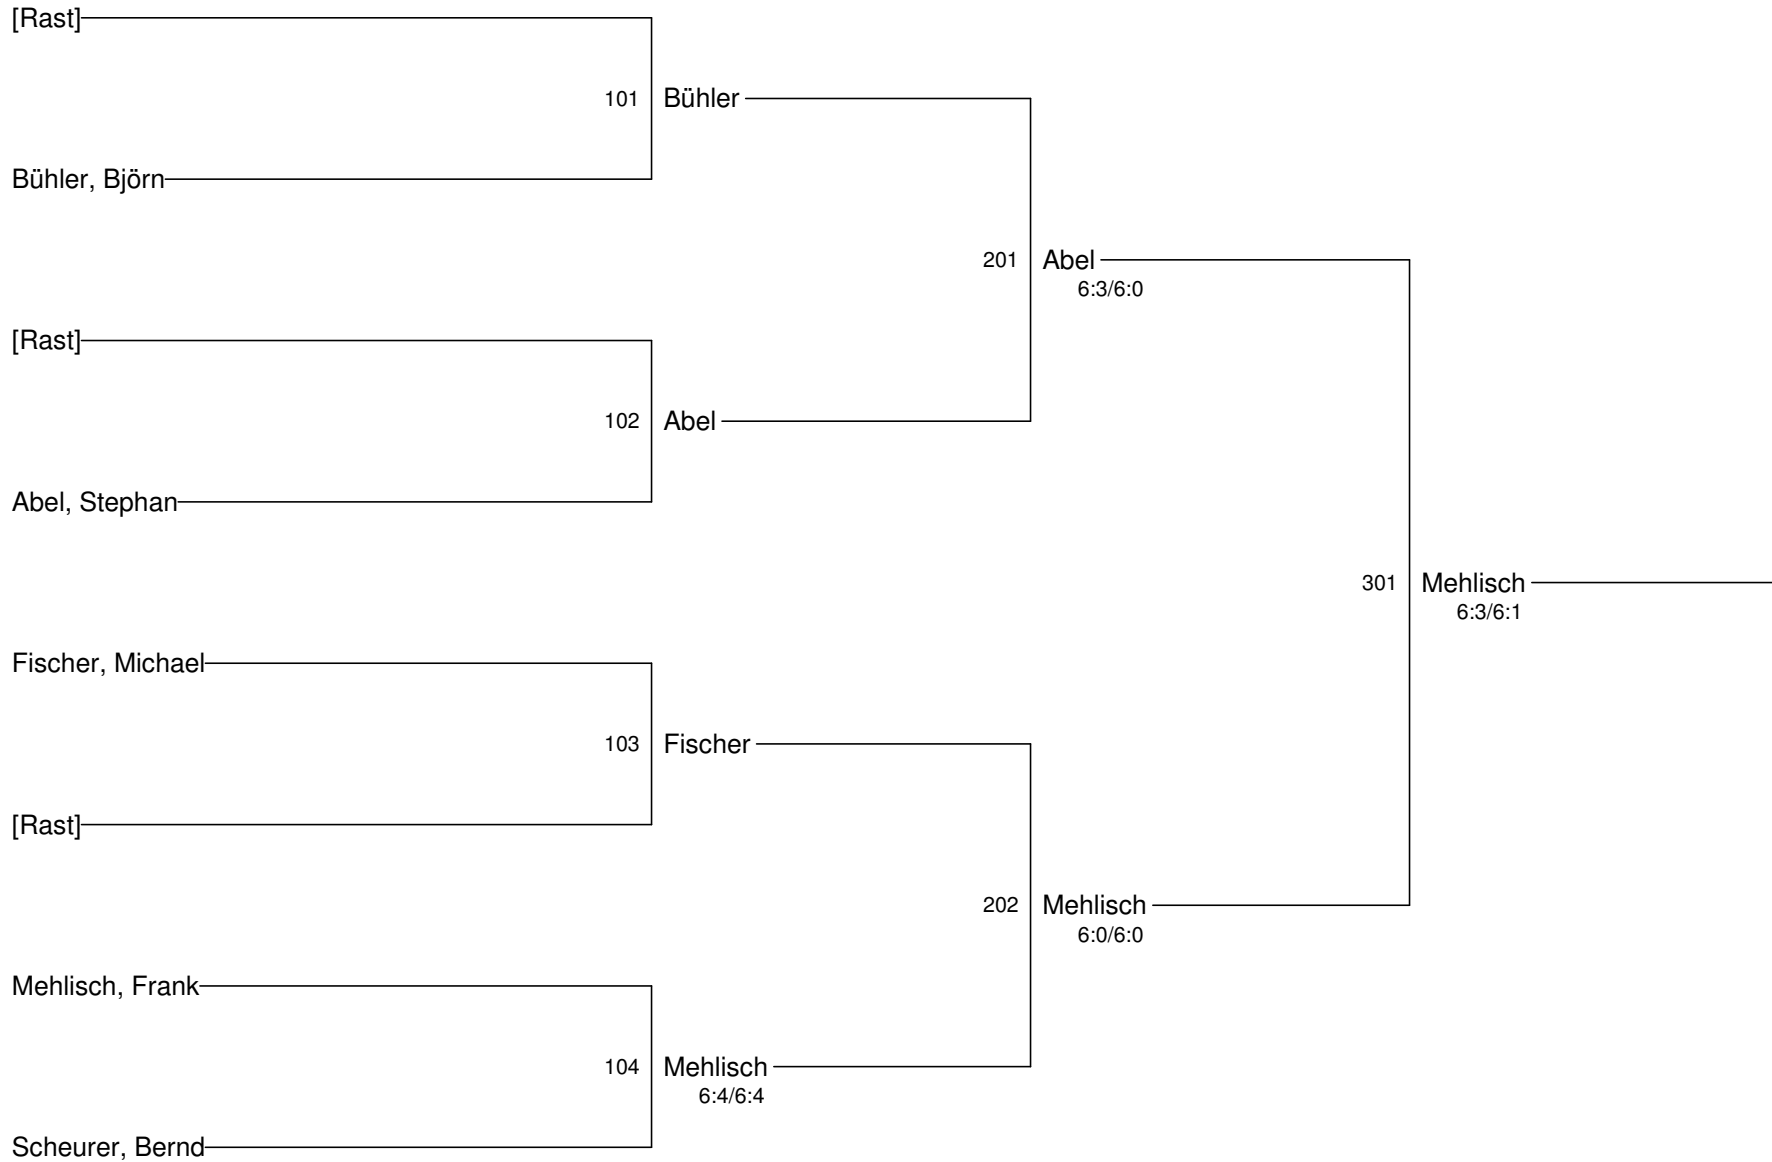 [Rast]
101 Bühler
Bühler, Björn
201 Abel
6:3/6:0
[Rast]
102 Abel
Abel, Stephan
301 Mehlisch
6:3/6:1
Fischer, Michael
103 Fischer
[Rast]
202 Mehlisch
6:0/6:0
Mehlisch, Frank
104 Mehlisch
6:4/6:4
Scheurer, Bernd